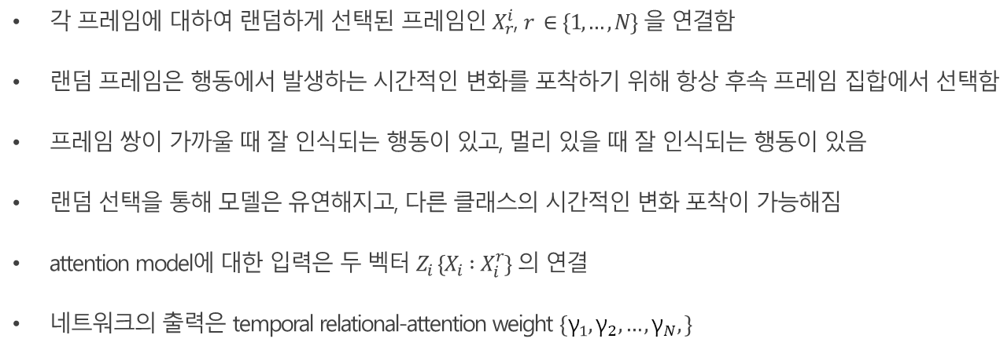 • 각 프레임에 대하여 랜덤하게 선택된 프레임인 $X_{r}^{i}$, $r \in \{1, \ldots, N\}$ 을 연결함
• 랜덤 프레임은 행동에서 발생하는 시간적인 변화를 포착하기 위해 항상 후속 프레임 집합에서 선택함
• 프레임 쌍이 가까울 때 잘 인식되는 행동이 있고, 멀리 있을 때 잘 인식되는 행동이 있음
• 랜덤 선택을 통해 모델은 유연해지고, 다른 클래스의 시간적인 변화 포착이 가능해짐
• attention model에 대한 입력은 두 벡터 $Z_i \{X_i : X_i^r\}$ 의 연결
• 네트워크의 출력은 temporal relational-attention weight $\{γ_1, γ_2, \ldots, γ_N, \}$